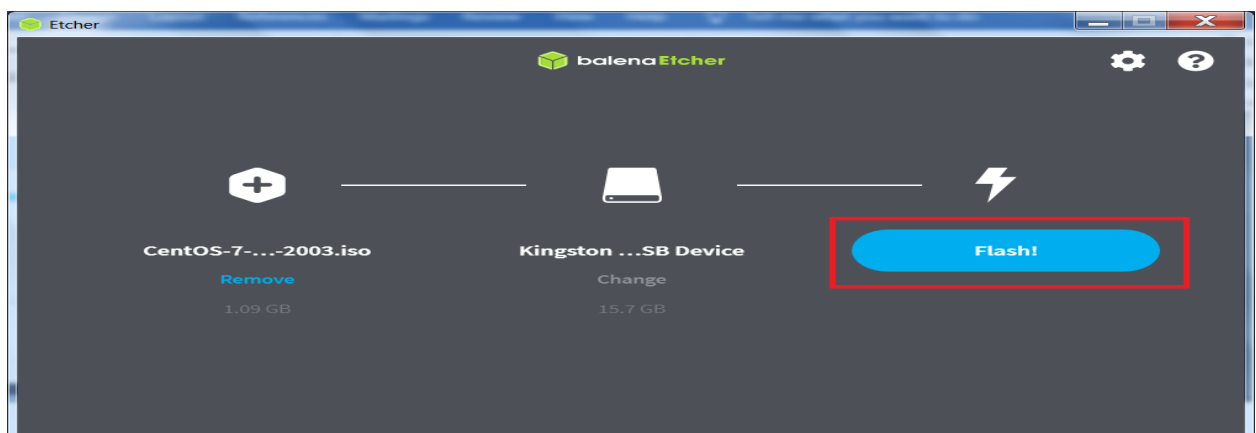 Etcher
balenaEtcher
CentOS-7-...-2003.iso
Kingston ...SB Device
Flash!
Remove
Change
1.09 GB
15.7 GB